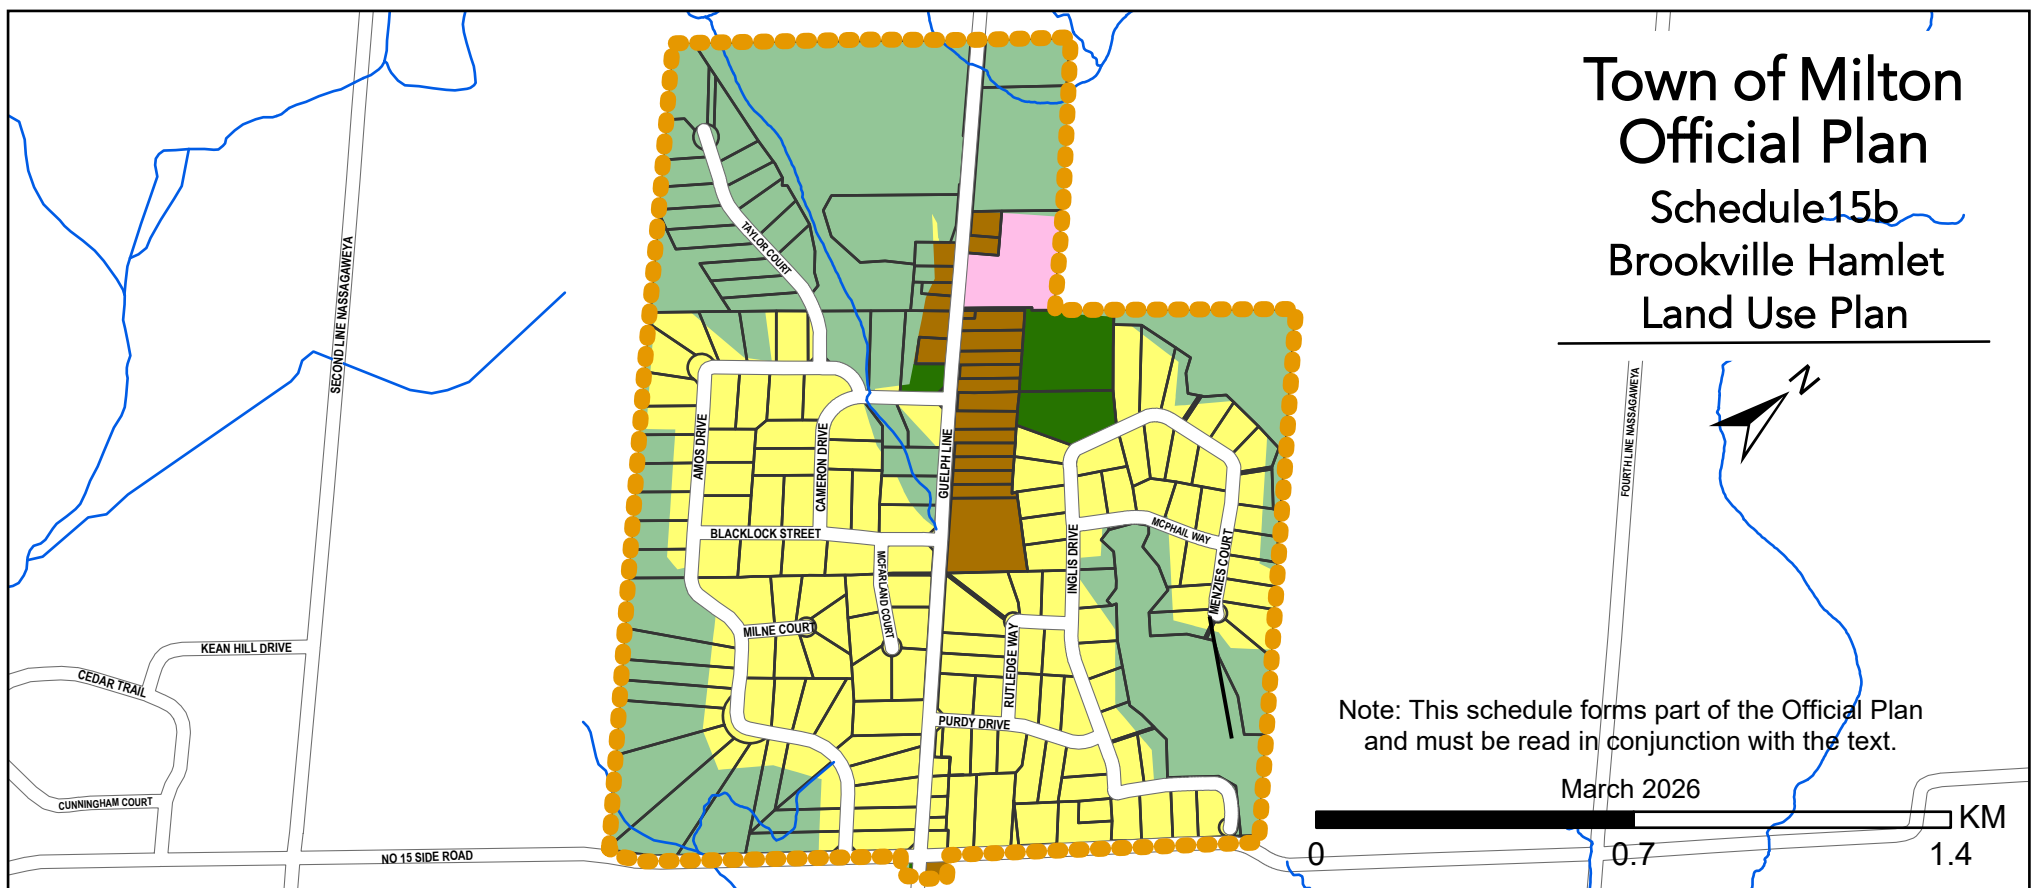 Town of Milton
Official Plan
Schedule15b
Brookville Hamlet
Land Use Plan
N
SECOND LINE NASSAGAWEYA
TAYLOR COURT
FOURTH LINE NASSAGAWEYA
AMOS DRIVE
CAMERON DRIVE
GUELPH LINE
BLACKLOCK STREET
MCFARLAND COURT
INGLIS DRIVE
MCPHAIL WAY
MENZIES COURT
MILNE COURT
RUTLEDGE WAY
KEAN HILL DRIVE
CEDAR TRAIL
PURDY DRIVE
CUNNINGHAM COURT
NO 15 SIDE ROAD
Note: This schedule forms part of the Official Plan
and must be read in conjunction with the text.
March 2026
KM
0 0.7 1.4